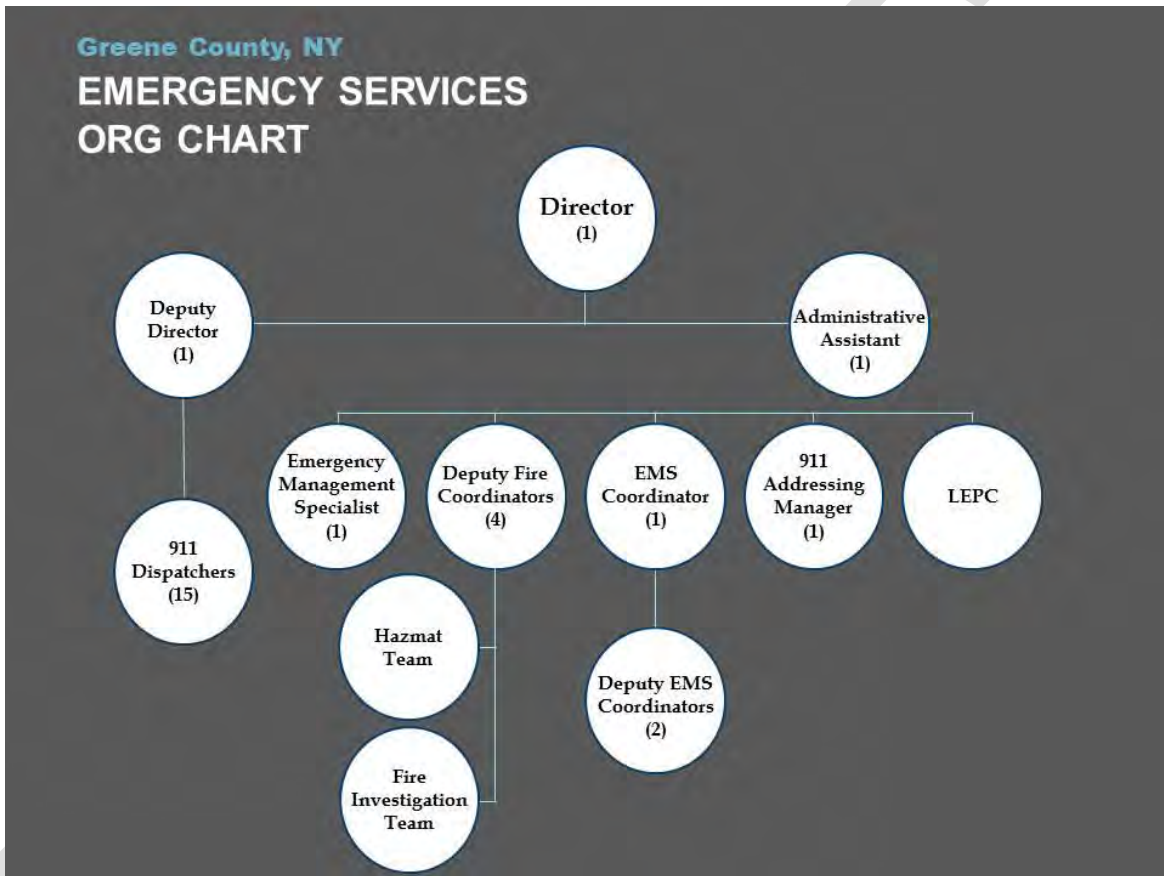 Greene County, NY
EMERGENCY SERVICES
ORG CHART
Director
(1)
Deputy
Director
(1)
Administrative
Assistant
(1)
Emergency
Management
Specialist
(1)
Deputy Fire
Coordinators
(4)
EMS
Coordinator
(1)
911
Addressing
Manager
(1)
LEPC
911
Dispatchers
(15)
Hazmat
Team
Deputy EMS
Coordinators
(2)
Fire
Investigation
Team